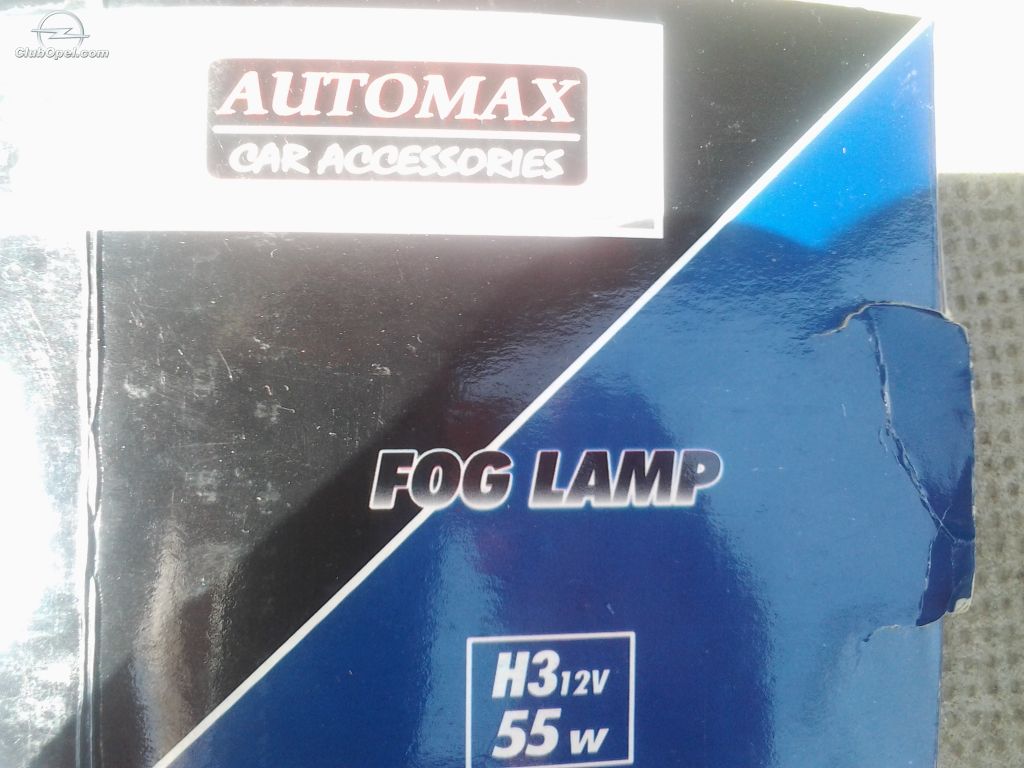 ClubOpel.com
AUTOMAX
CAR ACCESSORIES
FOG LAMP
H3 12V
55 W